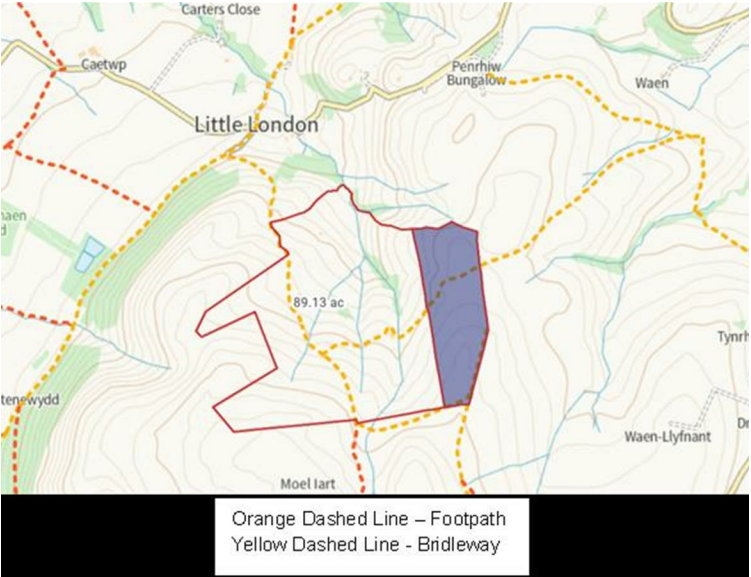 Carters Close
Caetwp
Penrhiw
Bungalow
Waen
Little London
89.13 ac
Waen-Llyfnant
Moel Iart
Orange Dashed Line – Footpath
Yellow Dashed Line - Bridleway